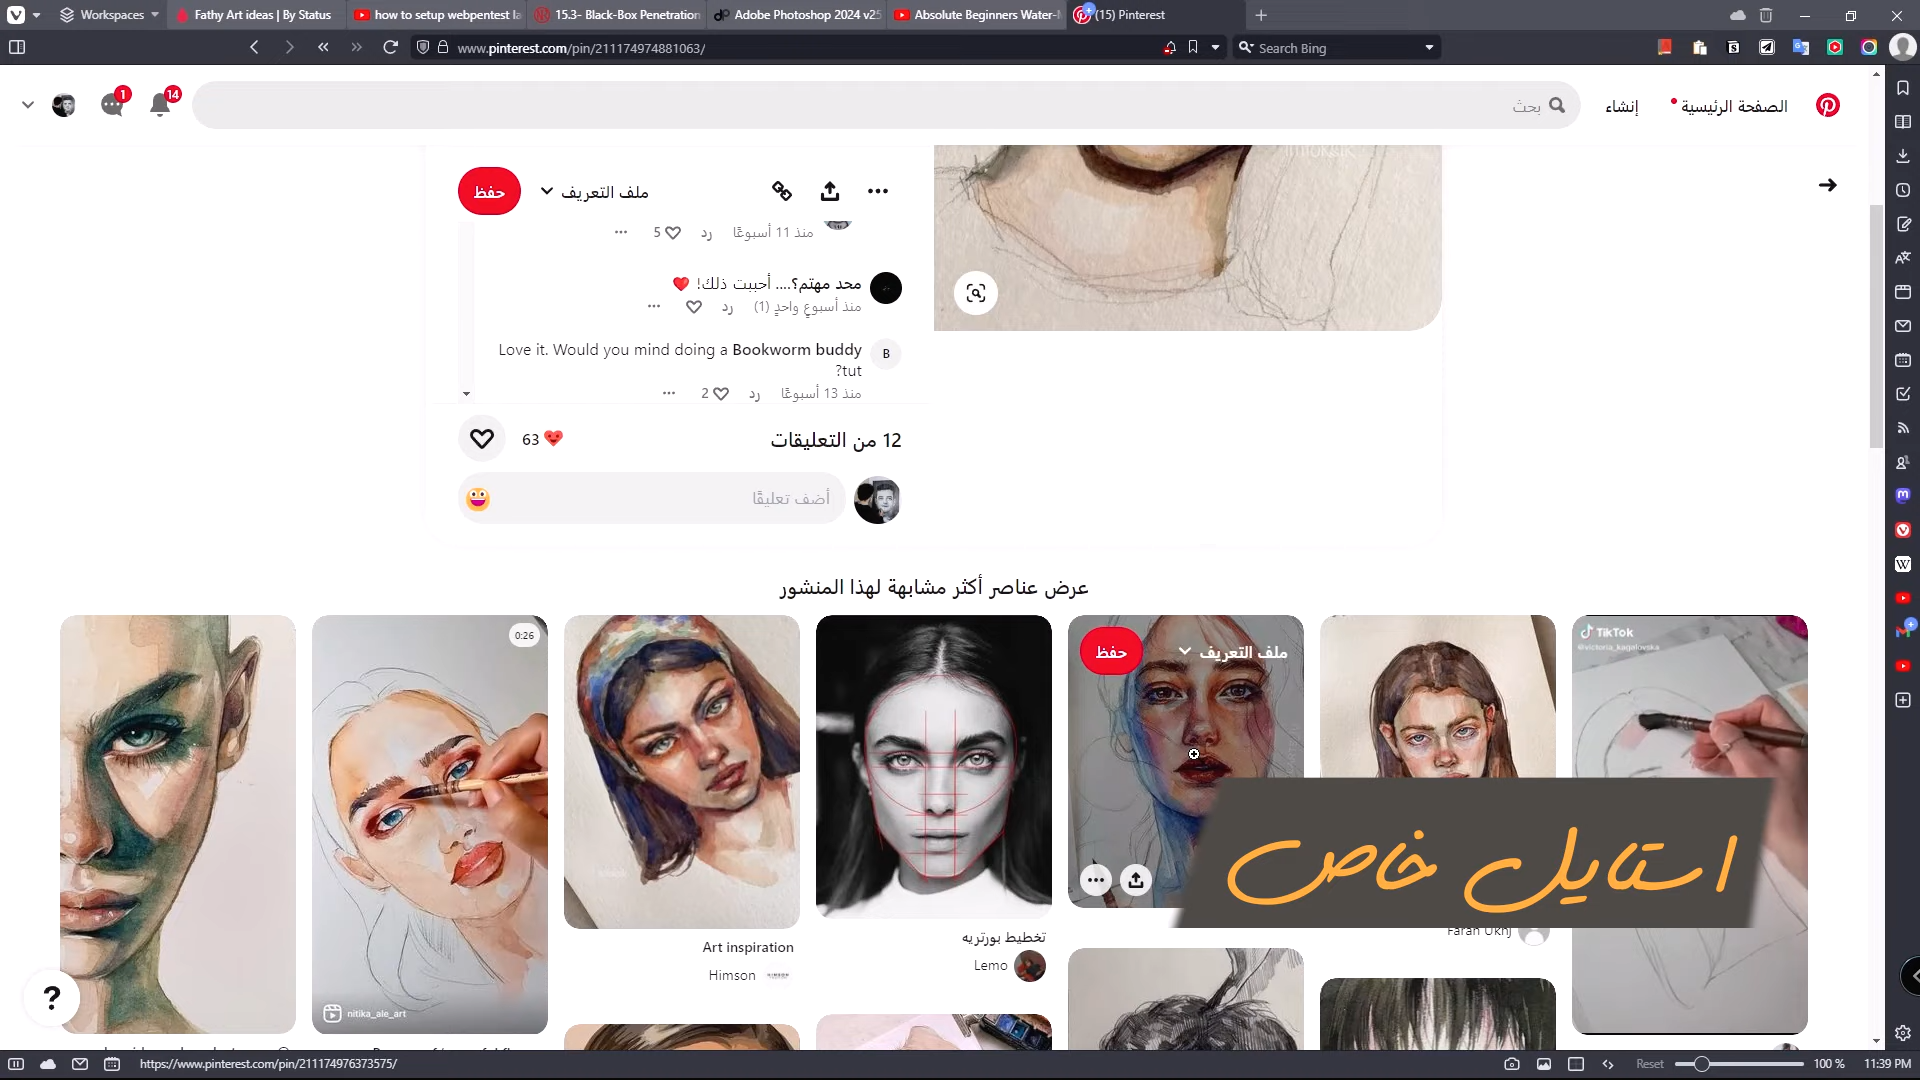 Workspaces
Fathy Art ideas | By Status
how to setup webpentest la
15.3- Black-Box Penetration
Adobe Photoshop 2024 v25
Absolute Beginners Water-
(15) Pinterest
www.pinterest.com/pin/211174974881063/
Search Bing
1
14
بحث
إنشاء
الصفحة الرئيسية
حفظ
ملف التعريف
5
رد
منذ 11 أسبوعًا
محد مهتم؟.... أحببت ذلك! ❤️
رد
منذ أسبوعٍ واحدٍ (1)
Love it. Would you mind doing a Bookworm buddy
?tut
B
2
رد
منذ 13 أسبوعًا
63
12 من التعليقات
أضف تعليقًا
عرض عناصر أكثر مشابهة لهذا المنشور
0:26
nitika_ale_art
Art inspiration
Himson
تخطيط بورتريه
Lemo
حفظ
ملف التعريف
TikTok
@victoria_kagalovska
استايل خاص
Farah Ukhj
?
https://www.pinterest.com/pin/211174976373575/
Reset
100 %
11:39 PM